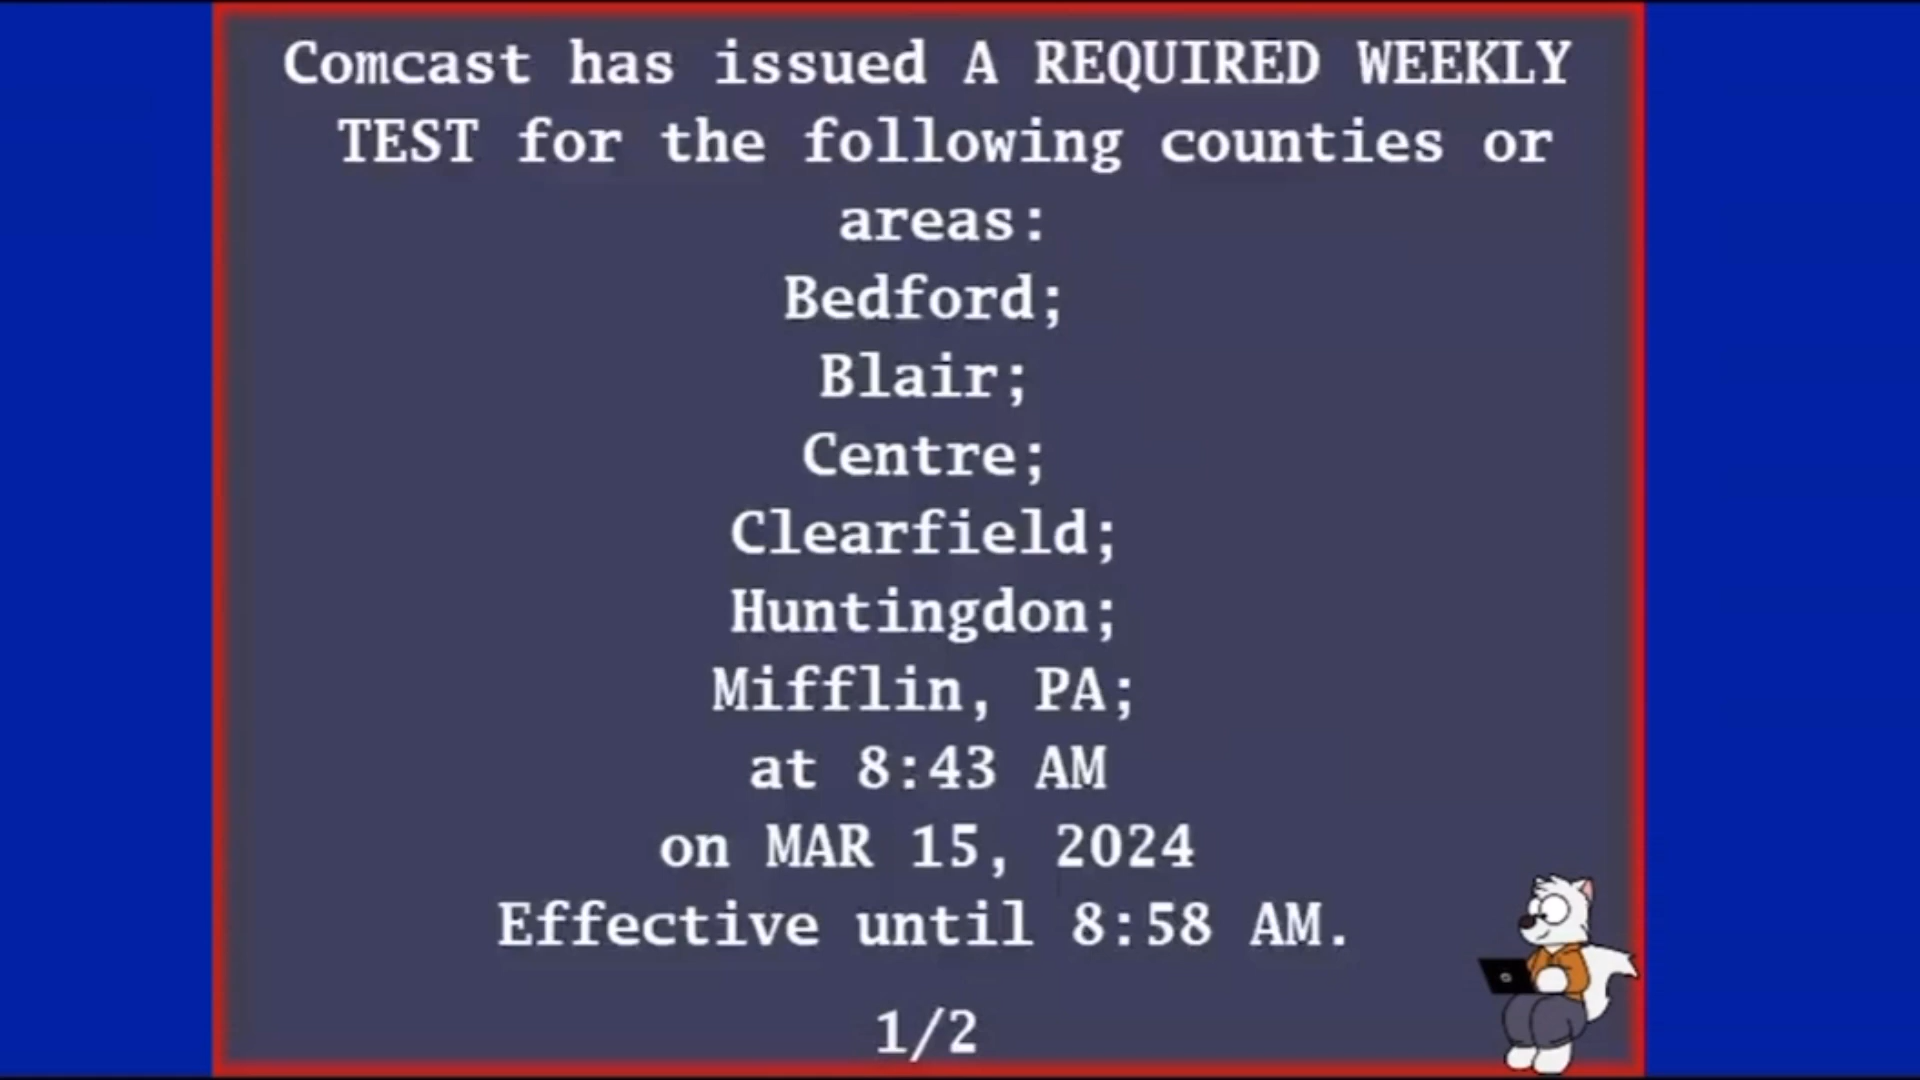 Comcast has issued A REQUIRED WEEKLY
TEST for the following counties or
areas:
Bedford;
Blair;
Centre;
Clearfield;
Huntingdon;
Mifflin, PA;
at 8:43 AM
on MAR 15, 2024
Effective until 8:58 AM.
1/2